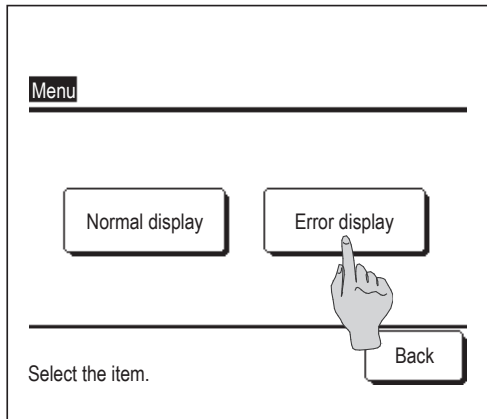 Menu
Normal display
Error display
Back
Select the item.